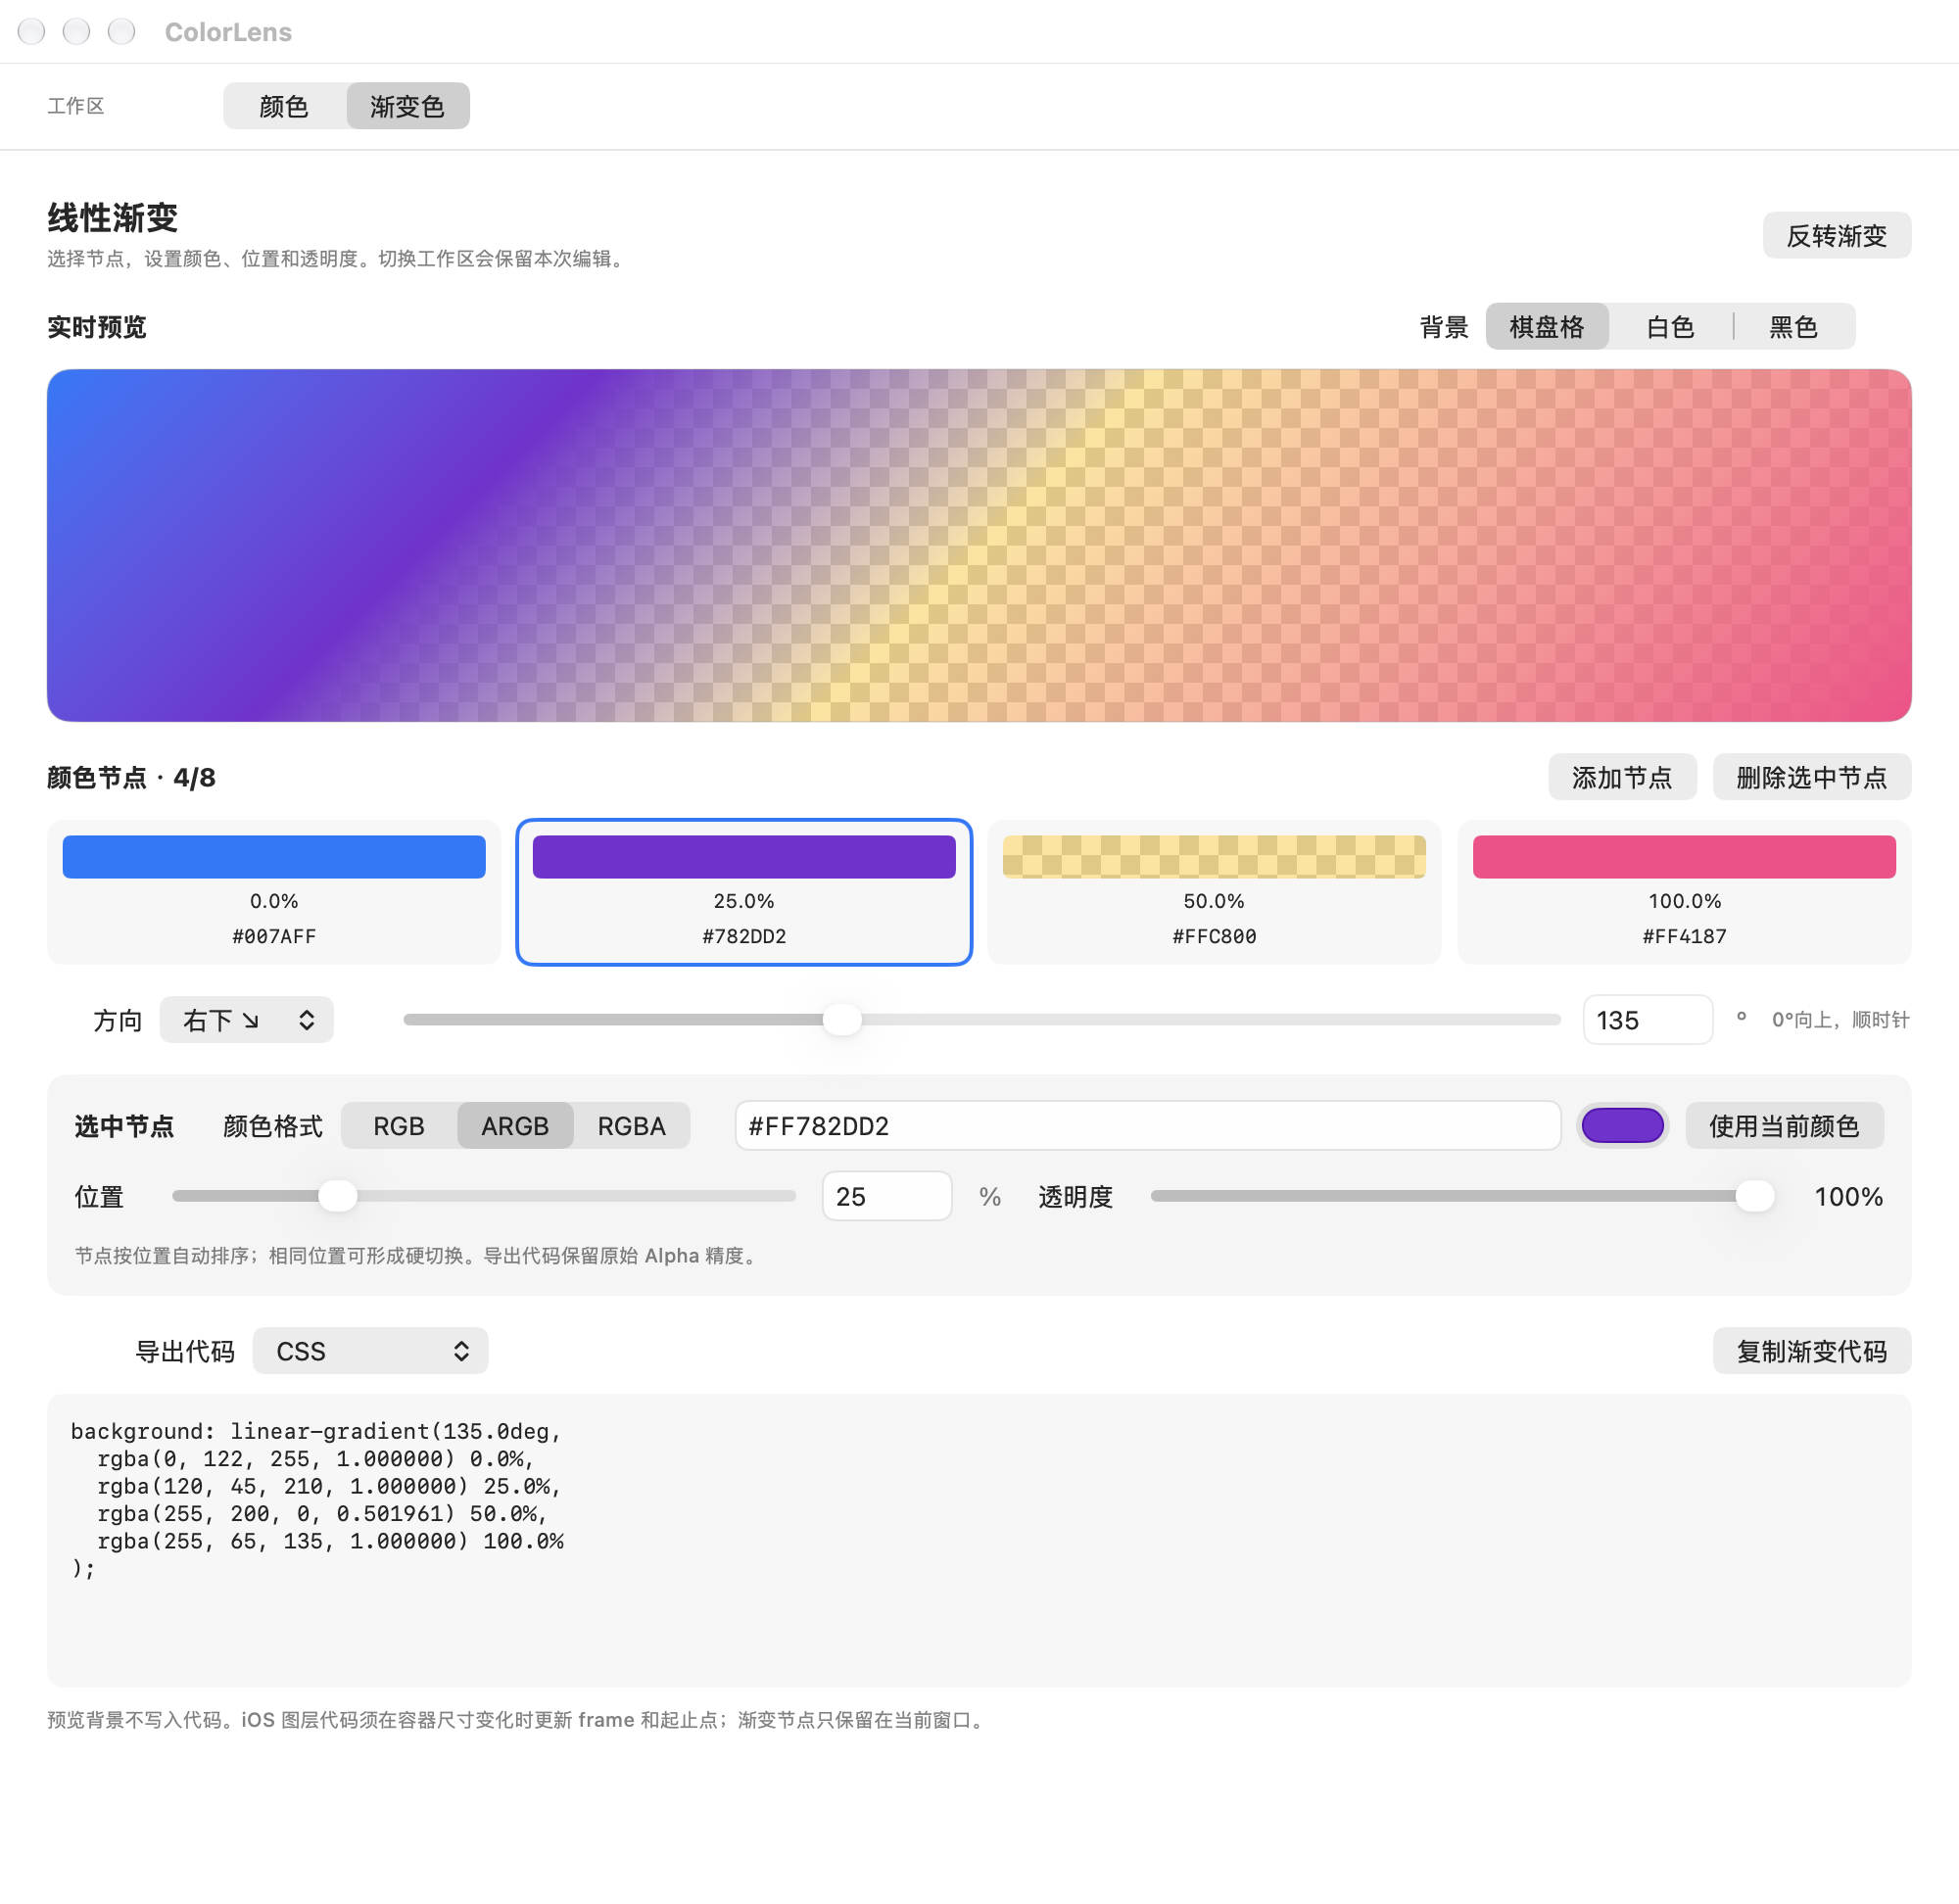 ColorLens
工作区 颜色 渐变色
线性渐变
选择节点，设置颜色、位置和透明度。切换工作区会保留本次编辑。
反转渐变
实时预览 背景 棋盘格 白色 黑色
颜色节点 · 4/8 添加节点 删除选中节点
0.0% 25.0% 50.0% 100.0%
#007AFF #782DD2 #FFC800 #FF4187
方向 右下 ↘ 135 ° 0°向上，顺时针
选中节点 颜色格式 RGB ARGB RGBA #FF782DD2 使用当前颜色
位置 25 % 透明度 100%
节点按位置自动排序；相同位置可形成硬切换。导出代码保留原始 Alpha 精度。
导出代码 CSS 复制渐变代码
background: linear-gradient(135.0deg,
  rgba(0, 122, 255, 1.000000) 0.0%,
  rgba(120, 45, 210, 1.000000) 25.0%,
  rgba(255, 200, 0, 0.501961) 50.0%,
  rgba(255, 65, 135, 1.000000) 100.0%
);
预览背景不写入代码。iOS 图层代码须在容器尺寸变化时更新 frame 和起止点；渐变节点只保留在当前窗口。